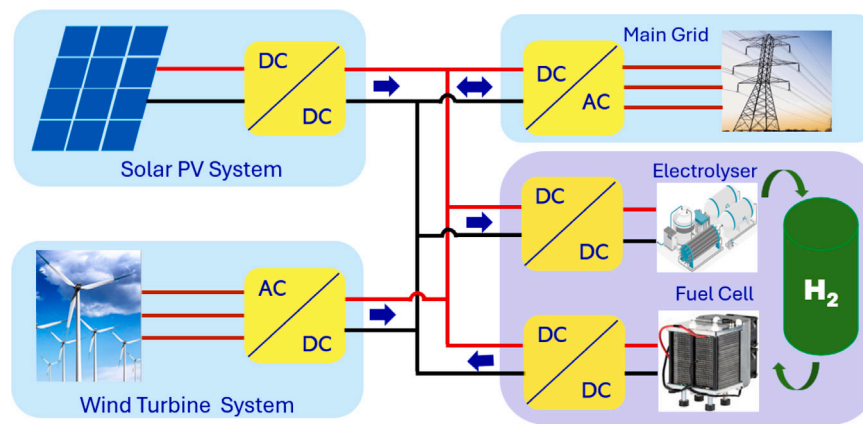 DC
DC
Solar PV System
Main Grid
DC
AC
AC
DC
Wind Turbine System
Electrolyser
DC
DC
H2
Fuel Cell
DC
DC